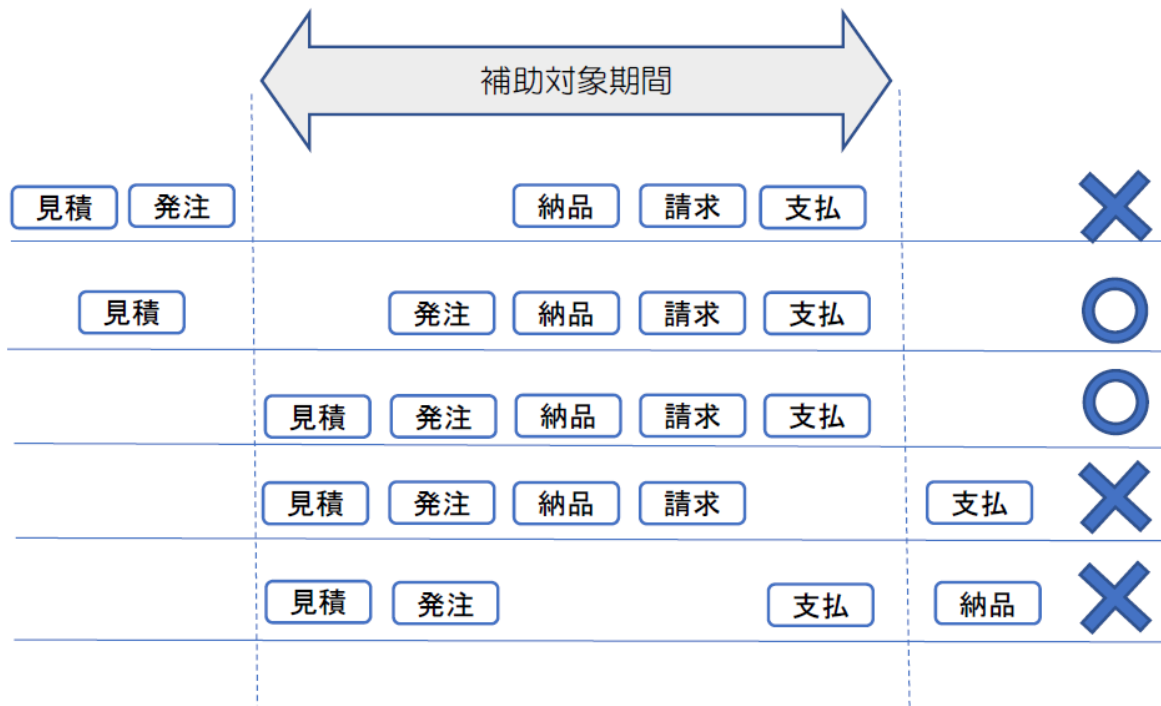 補助対象期間
見積 発注 納品 請求 支払
見積 発注 納品 請求 支払
見積 発注 納品 請求 支払
見積 発注 納品 請求 支払
見積 発注 支払 納品